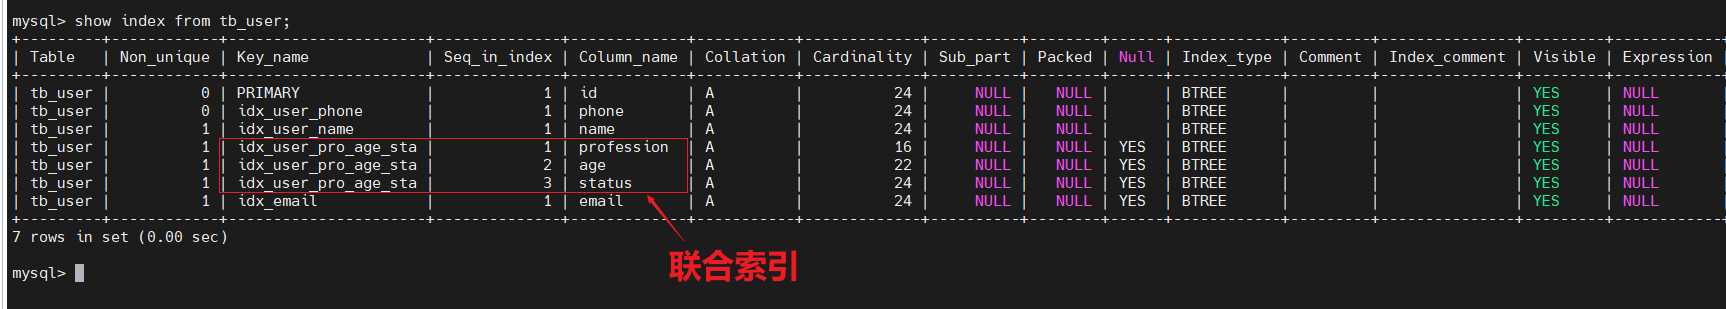 mysql> show index from tb_user;
+---------+------------+----------------------+--------------+-------------+-----------+-------------+----------+--------+------+------------+---------+---------------+---------+------------+
| Table | Non_unique | Key_name | Seq_in_index | Column_name | Collation | Cardinality | Sub_part | Packed | Null | Index_type | Comment | Index_comment | Visible | Expression |
+---------+------------+----------------------+--------------+-------------+-----------+-------------+----------+--------+------+------------+---------+---------------+---------+------------+
| tb_user | 0 | PRIMARY | 1 | id | A | 24 | NULL | NULL | | BTREE | | | YES | NULL |
| tb_user | 0 | idx_user_phone | 1 | phone | A | 24 | NULL | NULL | | BTREE | | | YES | NULL |
| tb_user | 1 | idx_user_name | 1 | name | A | 24 | NULL | NULL | | BTREE | | | YES | NULL |
| tb_user | 1 | idx_user_pro_age_sta | 1 | profession | A | 16 | NULL | NULL | YES | BTREE | | | YES | NULL |
| tb_user | 1 | idx_user_pro_age_sta | 2 | age | A | 22 | NULL | NULL | YES | BTREE | | | YES | NULL |
| tb_user | 1 | idx_user_pro_age_sta | 3 | status | A | 24 | NULL | NULL | YES | BTREE | | | YES | NULL |
| tb_user | 1 | idx_email | 1 | email | A | 24 | NULL | NULL | YES | BTREE | | | YES | NULL |
+---------+------------+----------------------+--------------+-------------+-----------+-------------+----------+--------+------+------------+---------+---------------+---------+------------+
7 rows in set (0.00 sec)
联合索引
mysql>